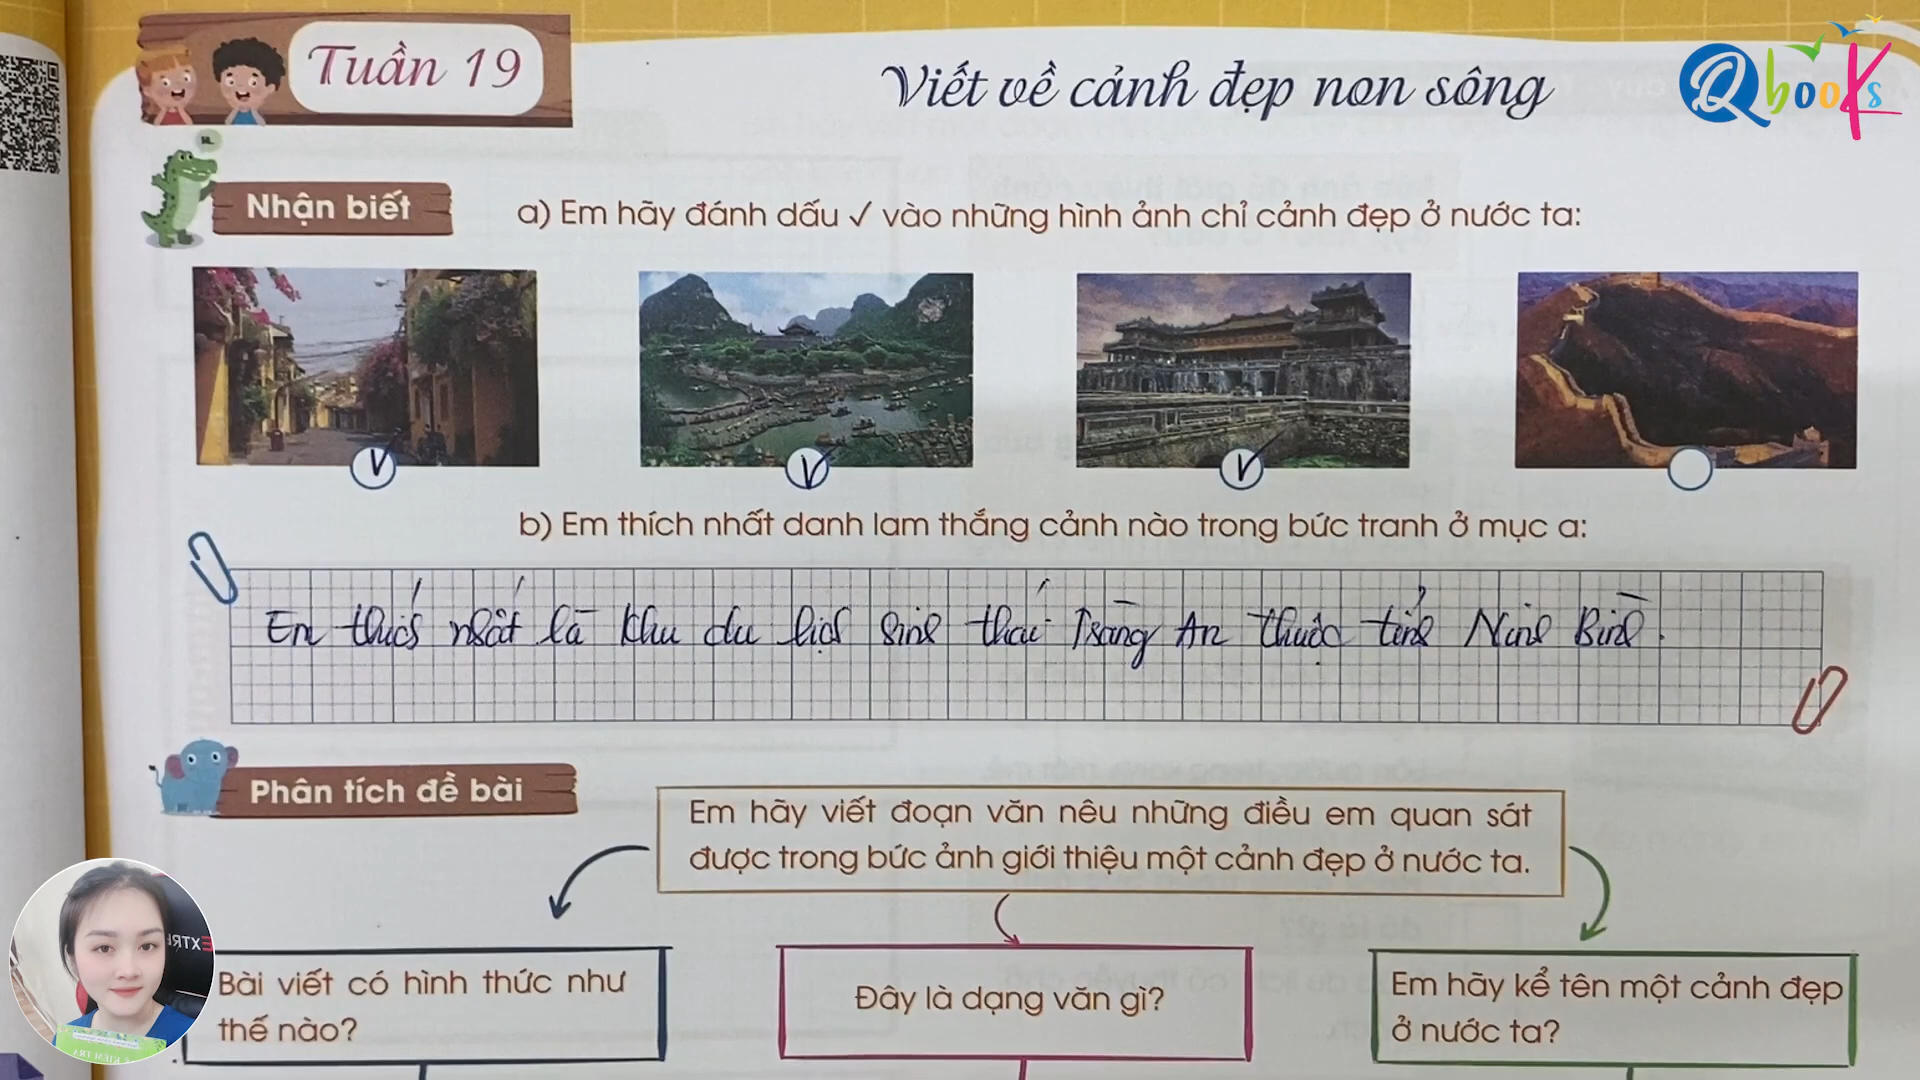 Tuần 19
Viết về cảnh đẹp non sông
Qbooks
Nhận biết
a) Em hãy đánh dấu ✓ vào những hình ảnh chỉ cảnh đẹp ở nước ta:
b) Em thích nhất danh lam thắng cảnh nào trong bức tranh ở mục a:
Em thích nhất là khu du lịch sinh thái Tràng An thuộc tỉnh Ninh Bình.
Phân tích đề bài
Em hãy viết đoạn văn nêu những điều em quan sát
được trong bức ảnh giới thiệu một cảnh đẹp ở nước ta.
Bài viết có hình thức như
thế nào?
Đây là dạng văn gì?
Em hãy kể tên một cảnh đẹp
ở nước ta?